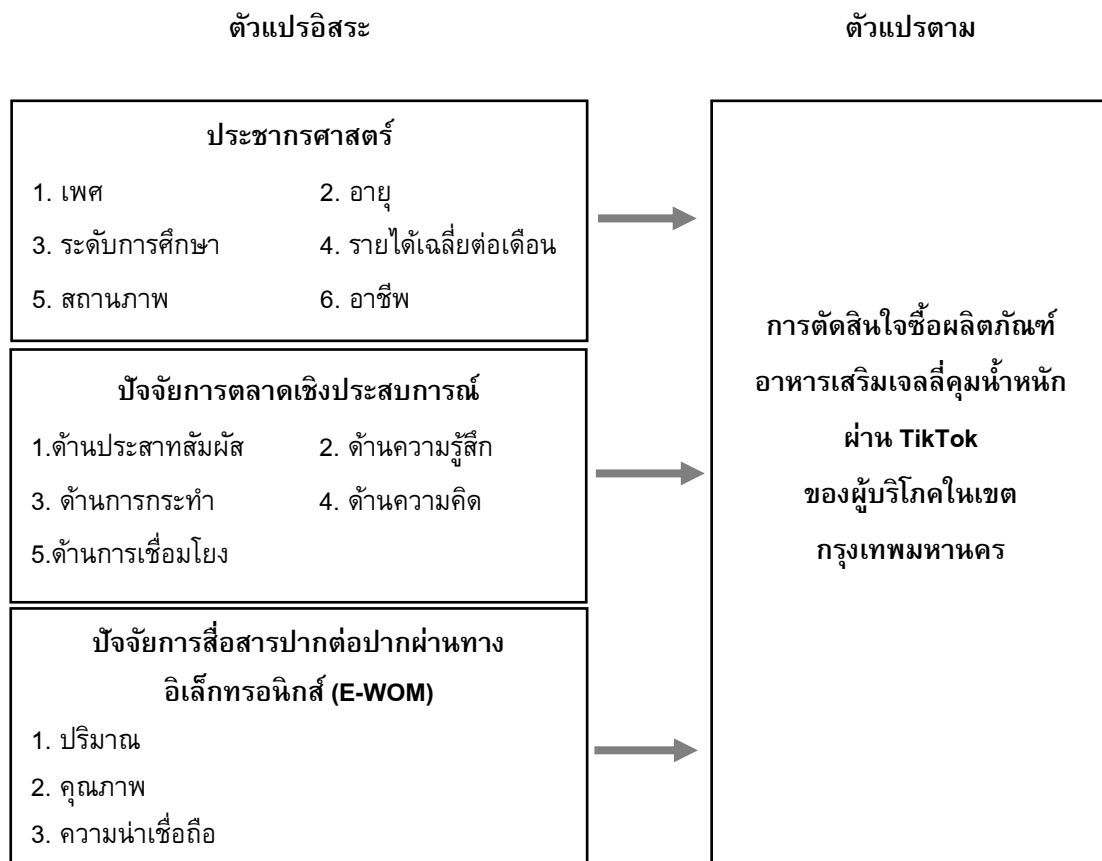 ตัวแปรอิสระ ตัวแปรตาม
ประชากรศาสตร์
1. เพศ 2. อายุ
3. ระดับการศึกษา 4. รายได้เฉลี่ยต่อเดือน
5. สถานภาพ 6. อาชีพ
ปัจจัยการตลาดเชิงประสบการณ์
1.ด้านประสาทสัมผัส 2. ด้านความรู้สึก
3. ด้านการกระทำ 4. ด้านความคิด
5.ด้านการเชื่อมโยง
ปัจจัยการสื่อสารปากต่อปากผ่านทาง
อิเล็กทรอนิกส์ (E-WOM)
1. ปริมาณ
2. คุณภาพ
3. ความน่าเชื่อถือ
การตัดสินใจซื้อผลิตภัณฑ์
อาหารเสริมเจลลี่คุมน้ำหนัก
ผ่าน TikTok
ของผู้บริโภคในเขต
กรุงเทพมหานคร